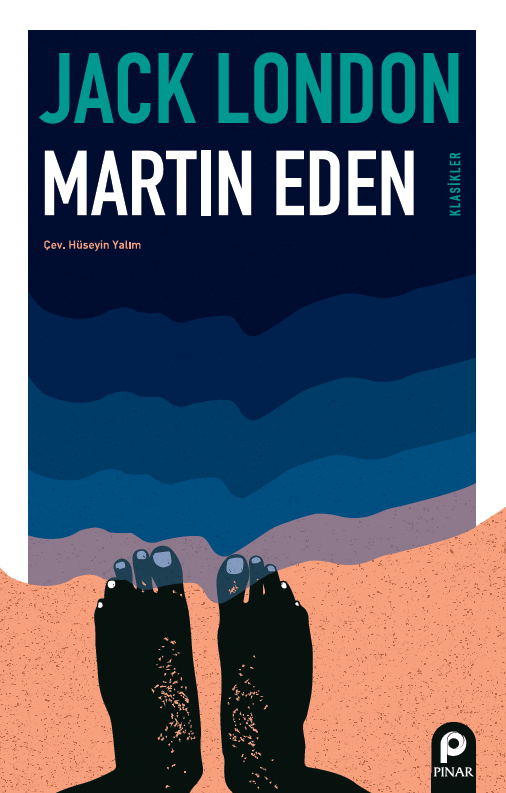 JACK LONDON
MARTIN EDEN
KLASİKLER
Çev. Hüseyin Yalım
PINAR